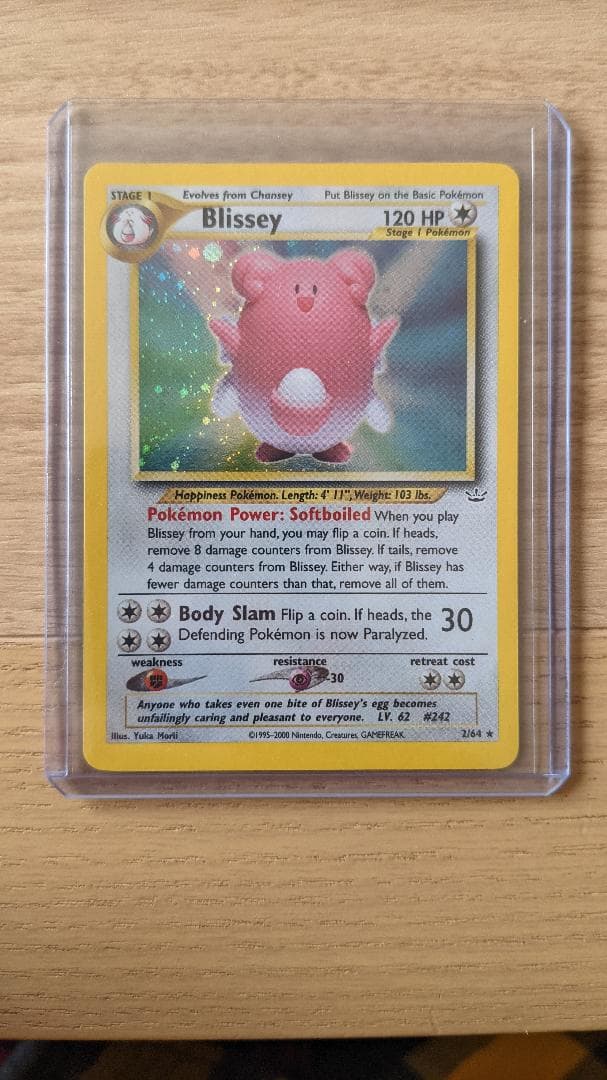 STAGE 1 Evolves from Chansey Put Blissey on the Basic Pokémon
Blissey 120 HP
Stage 1 Pokémon
Happiness Pokémon. Length: 4' 11", Weight: 103 lbs.
Pokémon Power: Softboiled When you play
Blissey from your hand, you may flip a coin. If heads,
remove 8 damage counters from Blissey. If tails, remove
4 damage counters from Blissey. Either way, if Blissey has
fewer damage counters than that, remove all of them.
Body Slam Flip a coin. If heads, the 30
Defending Pokémon is now Paralyzed.
weakness resistance retreat cost
-30
Anyone who takes even one bite of Blissey's egg becomes
unfailingly caring and pleasant to everyone. LV. 62 #242
Illus. Yuka Morii ©1995-2000 Nintendo, Creatures, GAMEFREAK. 2/64 ★